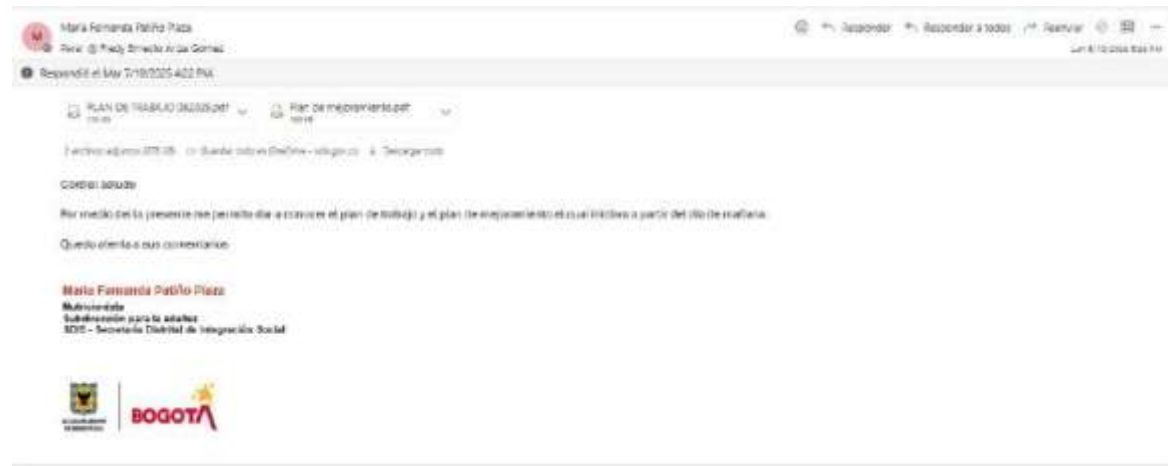 María Fernanda Patiño Plaza
Responder Responder a todos Reenviar
Para: Fredy Ernesto Ariza Gomez
Respondió el Mar 7/10/2025 4:22 PM
PLAN DE TRABAJO .pdf
Plan de mejoramiento.pdf
Descargar todo
Cordial saludo
Por medio de la presente me permito dar a conocer el plan de trabajo y el plan de mejoramiento el cual iniciava a partir del día de mañana.
Quedo atenta a sus comentarios
María Fernanda Patiño Plaza
Nutricionista
Subdirección para la adultez
SDIS - Secretaría Distrital de Integración Social
BOGOTÁ